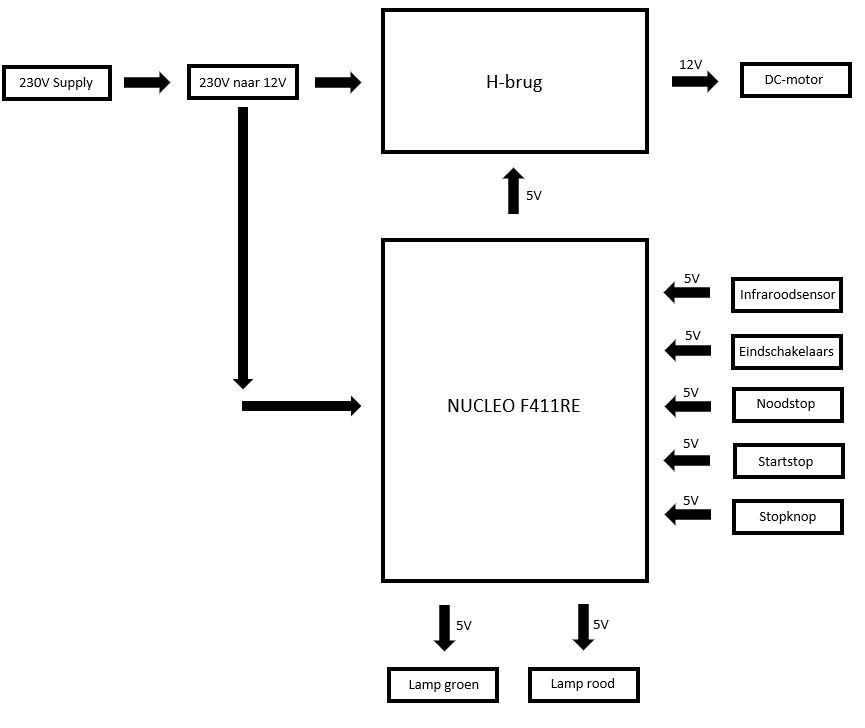 230V Supply
230V naar 12V
H-brug
12V
DC-motor
5V
NUCLEO F411RE
5V
Infraroodsensor
5V
Eindschakelaars
5V
Noodstop
5V
Startstop
5V
Stopknop
5V
5V
Lamp groen
Lamp rood